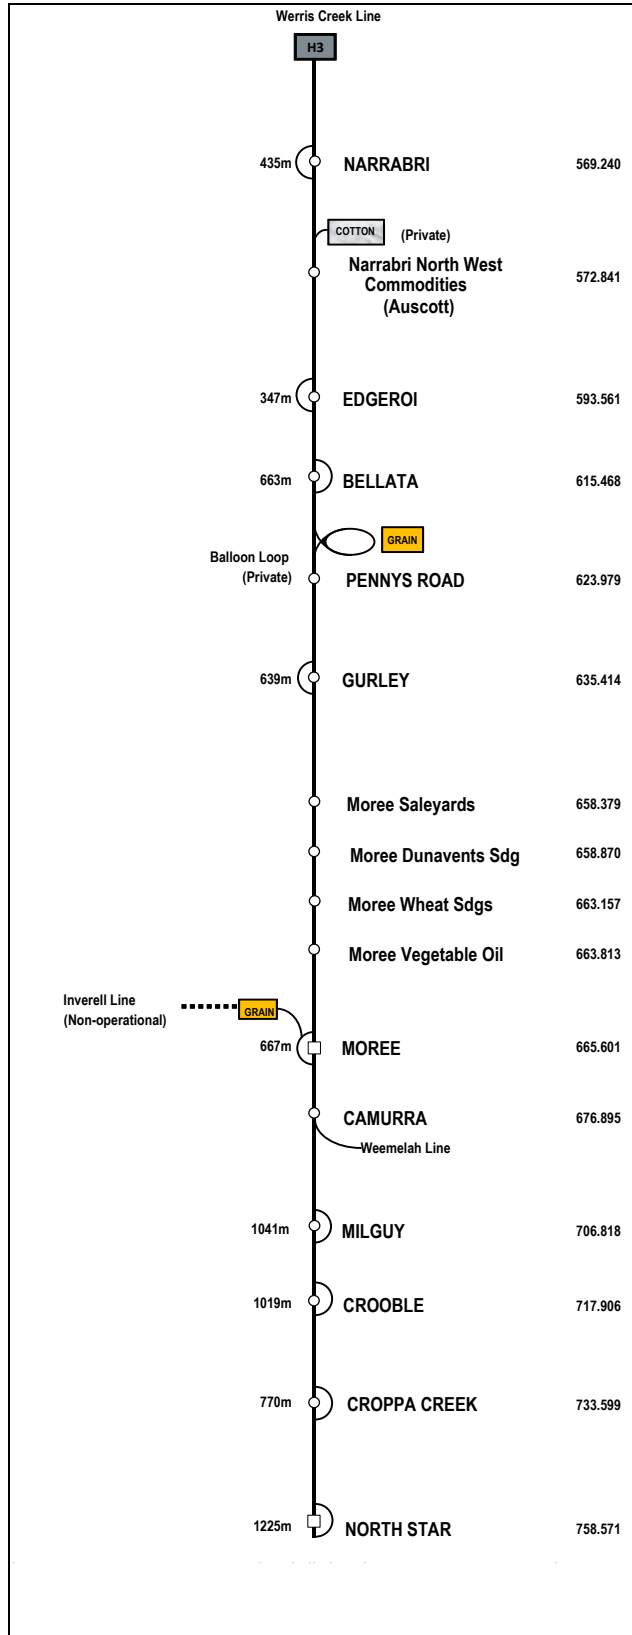 Werris Creek Line
H3
435m NARRABRI 569.240
COTTON (Private)
Narrabri North West
Commodities
(Auscott)
572.841
347m EDGEROI 593.561
663m BELLATA 615.468
GRAIN
Balloon Loop
(Private)
PENNYS ROAD 623.979
639m GURLEY 635.414
Moree Saleyards 658.379
Moree Dunavents Sdg 658.870
Moree Wheat Sdgs 663.157
Moree Vegetable Oil 663.813
Inverell Line
(Non-operational)
GRAIN
667m MOREE 665.601
CAMURRA 676.895
Weemelah Line
1041m MILGUY 706.818
1019m CROOBLE 717.906
770m CROPPA CREEK 733.599
1225m NORTH STAR 758.571